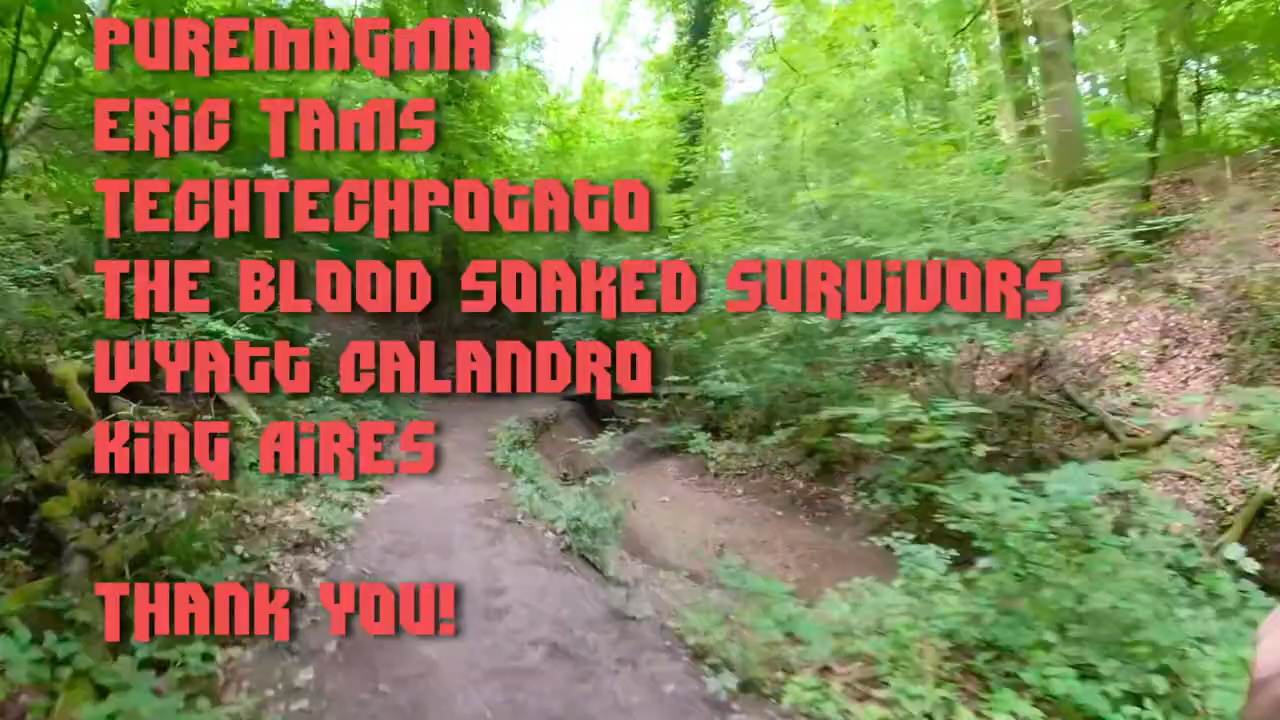 PUREMAGMA
ERiC TAMS
TECHTECHPOtAtO
THE BLOOD SOAKED SURViVORS
WYAtt CALANDRO
KiNG AiRES
THANK YOU!